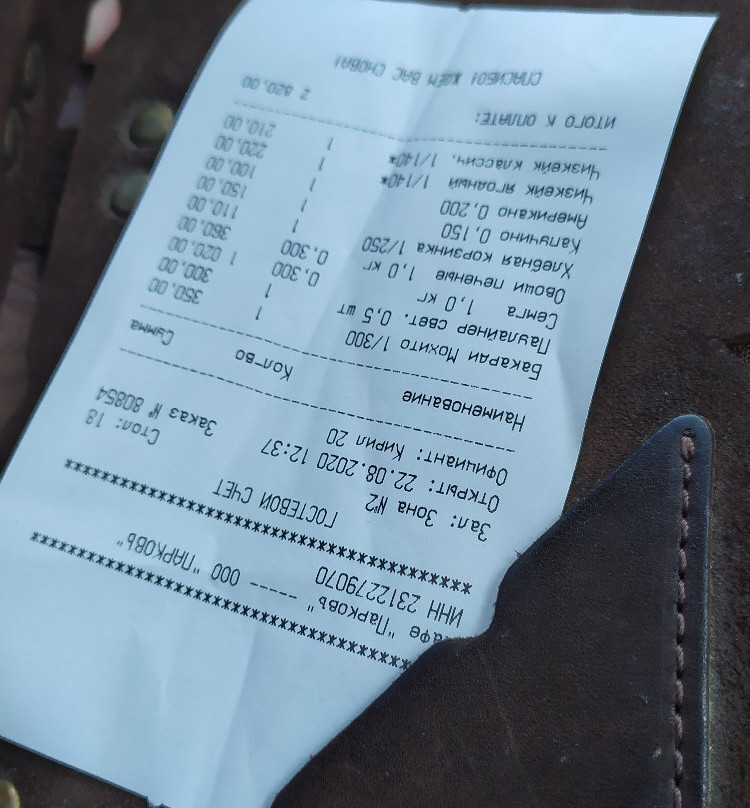 афе "Парковь" ----- ООО "ПАРКОВЬ"
ИНН 2312279070
ГОСТЕВОЙ СЧЕТ
Зал: Зона №2 Стол: 18
Открыт: 22.08.2020 12:37 Заказ № 80854
Официант: Кирил 20
Наименование Кол-во Сумма
Бакарди Мохито 1/300 1 350.00
Паулайнер свет. 0,5 шт 1 300.00
Семга 1,0 кг 0,300 1 020.00
Овощи печеные 1,0 кг 0,300 360.00
Хлебная корзинка 1/250 1 110.00
Капучино 0,150 1 150.00
Американо 0,200 1 100.00
Чизкейк ягодный 1/140* 1 220.00
Чизкейк классич. 1/140* 1 210.00
ИТОГО К ОПЛАТЕ: 2 820.00
СПАСИБО! ЖДЕМ ВАС СНОВА!